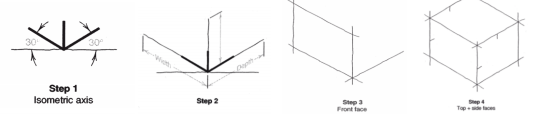 30°
30°
Step 1
Isometric axis
Width
Depth
Step 2
Step 3
Front face
Step 4
Top + side faces